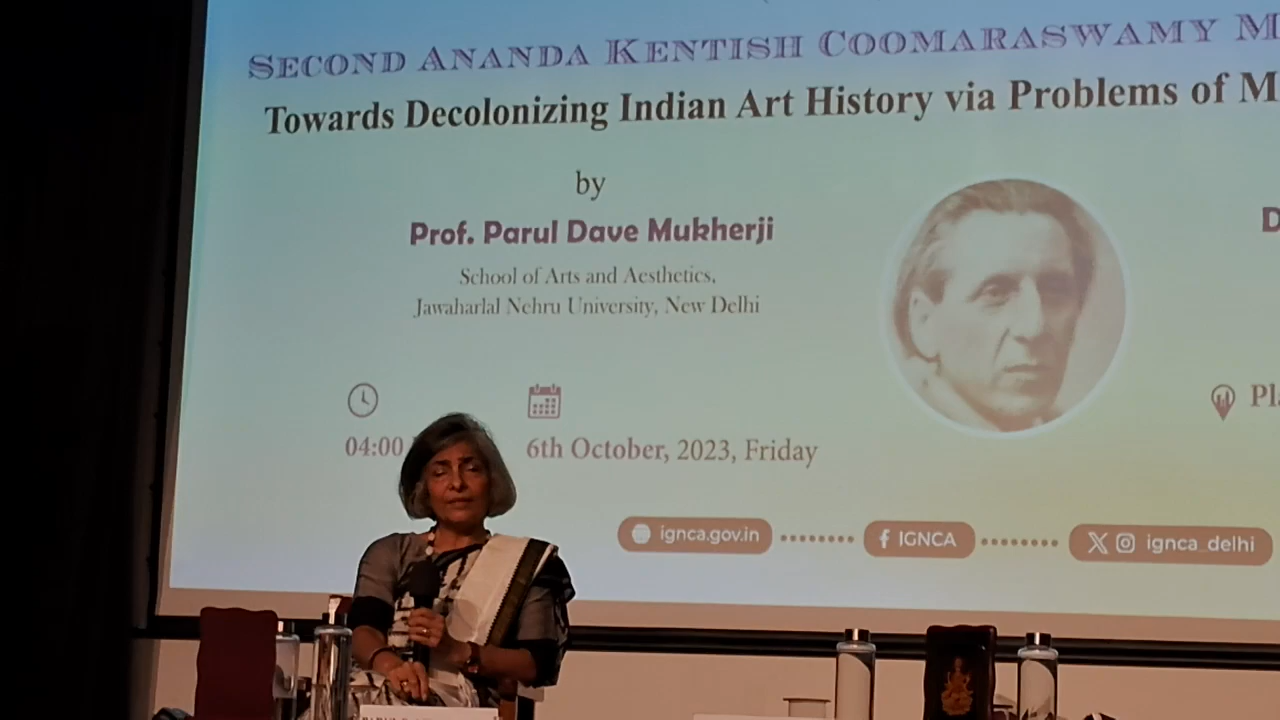 SECOND ANANDA KENTISH COOMARASWAMY M
Towards Decolonizing Indian Art History via Problems of M
by
Prof. Parul Dave Mukherji
School of Arts and Aesthetics,
Jawaharlal Nehru University, New Delhi
D
04:00
6th October, 2023, Friday
Pl
ignca.gov.in
IGNCA
ignca_delhi